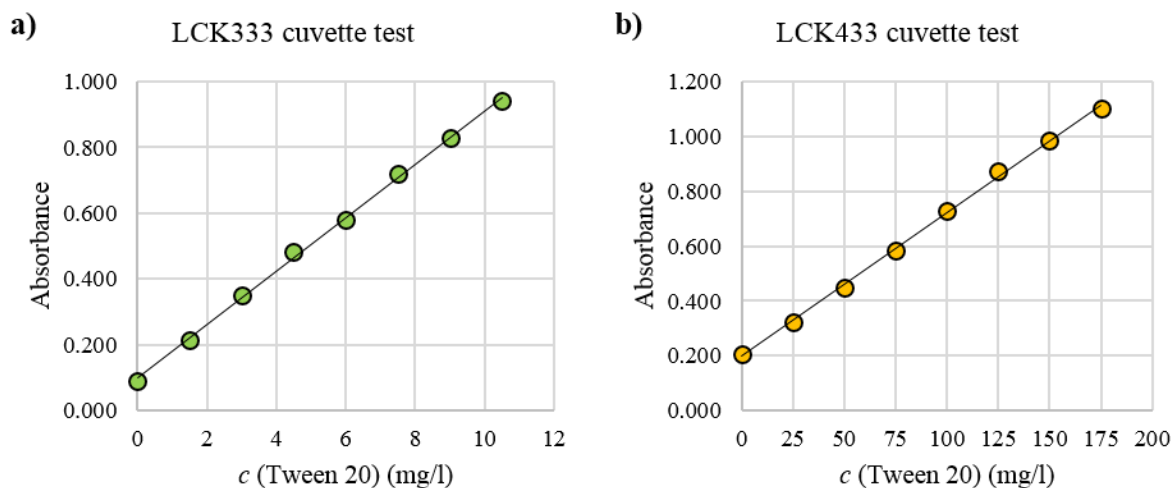 a)
LCK333 cuvette test
Absorbance
1.000
0.800
0.600
0.400
0.200
0.000
0 2 4 6 8 10 12
c (Tween 20) (mg/l)
b)
LCK433 cuvette test
Absorbance
1.200
1.000
0.800
0.600
0.400
0.200
0.000
0 25 50 75 100 125 150 175 200
c (Tween 20) (mg/l)